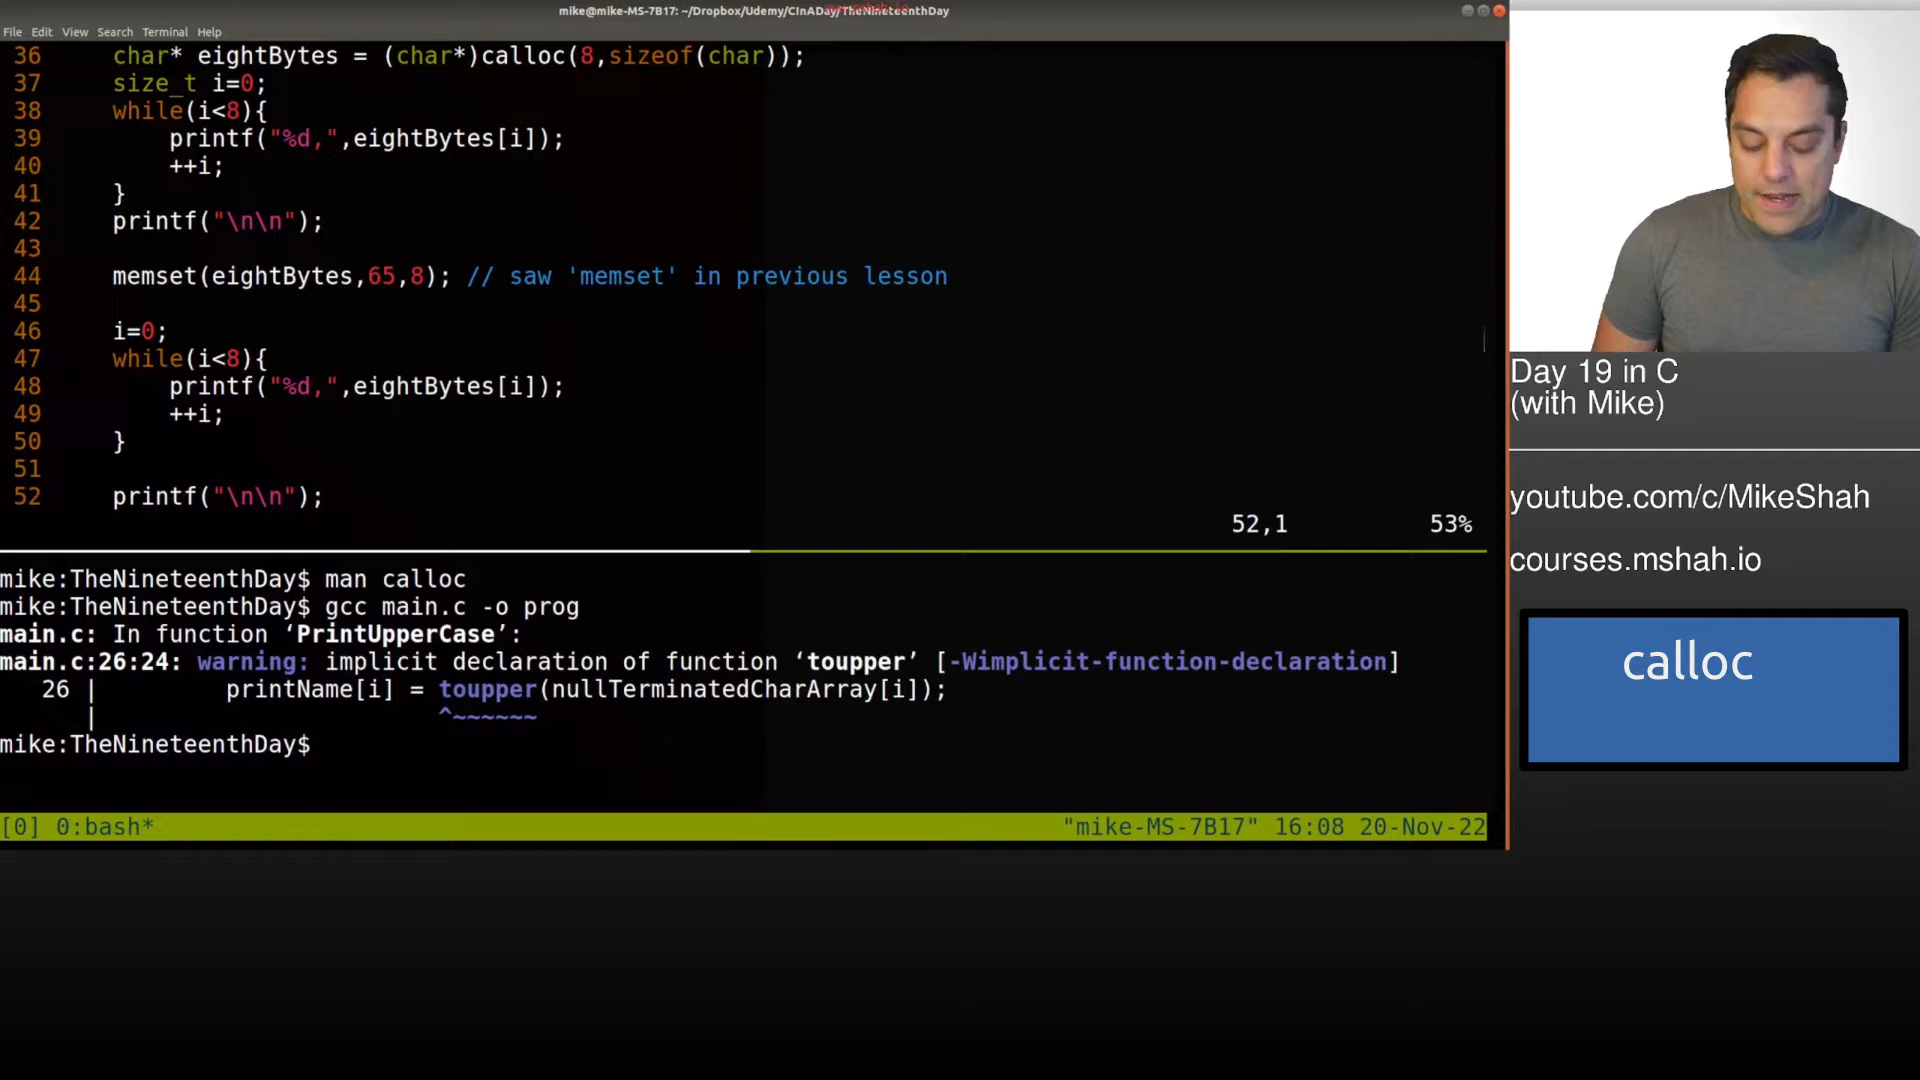 mike@mike-MS-7B17: ~/Dropbox/Udemy/CInADay/TheNineteenthDay
File Edit View Search Terminal Help
36 char* eightBytes = (char*)calloc(8,sizeof(char));
37 size_t i=0;
38 while(i<8){
39 printf("%d,",eightBytes[i]);
40 ++i;
41 }
42 printf("\n\n");
43
44 memset(eightBytes,65,8); // saw 'memset' in previous lesson
45
46 i=0;
47 while(i<8){
48 printf("%d,",eightBytes[i]);
49 ++i;
50 }
51
52 printf("\n\n");
52,1 53%
mike:TheNineteenthDay$ man calloc
mike:TheNineteenthDay$ gcc main.c -o prog
main.c: In function ‘PrintUpperCase’:
main.c:26:24: warning: implicit declaration of function ‘toupper’ [-Wimplicit-function-declaration]
26 | printName[i] = toupper(nullTerminatedCharArray[i]);
| ^~~~~~~
mike:TheNineteenthDay$
[0] 0:bash* "mike-MS-7B17" 16:08 20-Nov-22
Day 19 in C
(with Mike)
youtube.com/c/MikeShah
courses.mshah.io
calloc